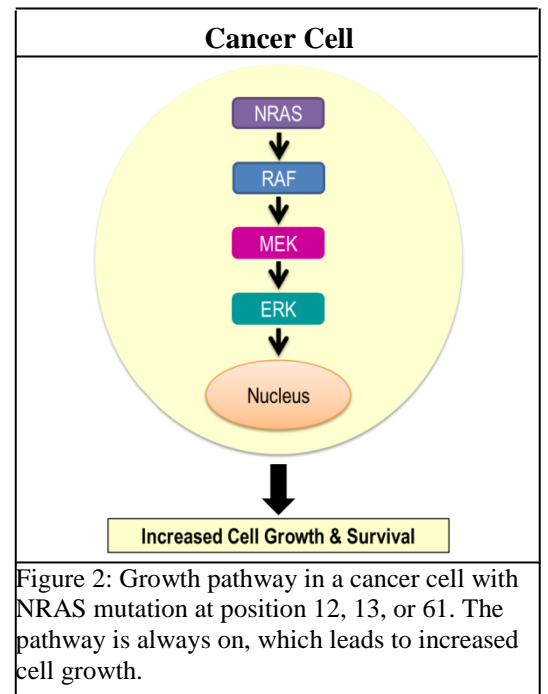 Cancer Cell
NRAS
RAF
MEK
ERK
Nucleus
Increased Cell Growth & Survival
Figure 2: Growth pathway in a cancer cell with
NRAS mutation at position 12, 13, or 61. The
pathway is always on, which leads to increased
cell growth.